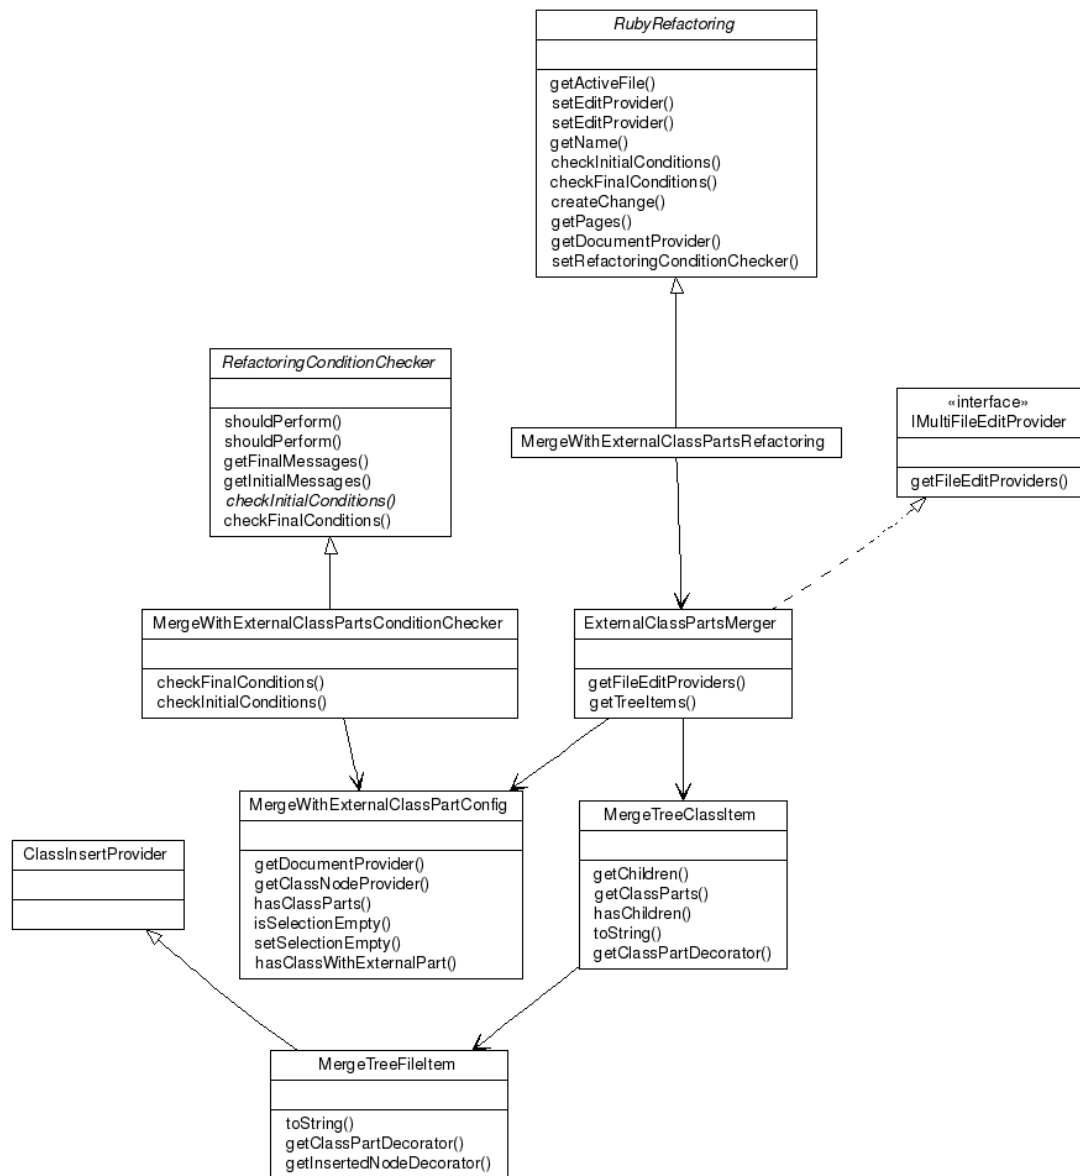 RubyRefactoring
getActiveFile()
setEditProvider()
setEditProvider()
getName()
checkInitialConditions()
checkFinalConditions()
createChange()
getPages()
getDocumentProvider()
setRefactoringConditionChecker()
RefactoringConditionChecker
shouldPerform()
shouldPerform()
getFinalMessages()
getInitialMessages()
checkInitialConditions()
checkFinalConditions()
MergeWithExternalClassPartsRefactoring
«interface»
IMultiFileEditProvider
getFileEditProviders()
MergeWithExternalClassPartsConditionChecker
checkFinalConditions()
checkInitialConditions()
ExternalClassPartsMerger
getFileEditProviders()
getTreeItems()
MergeWithExternalClassPartConfig
getDocumentProvider()
getClassNodeProvider()
hasClassParts()
isSelectionEmpty()
setSelectionEmpty()
hasClassWithExternalPart()
MergeTreeClassItem
getChildren()
getClassParts()
hasChildren()
toString()
getClassPartDecorator()
ClassInsertProvider
MergeTreeFileItem
toString()
getClassPartDecorator()
getInsertedNodeDecorator()